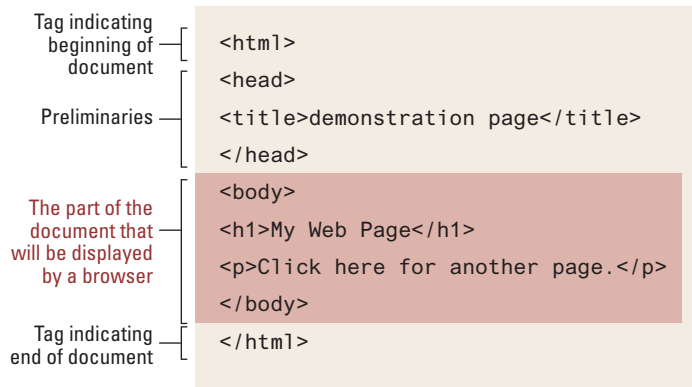 Tag indicating
beginning of
document
<html>
Preliminaries
<head>
<title>demonstration page</title>
</head>
The part of the
document that
will be displayed
by a browser
<body>
<h1>My Web Page</h1>
<p>Click here for another page.</p>
</body>
Tag indicating
end of document
</html>